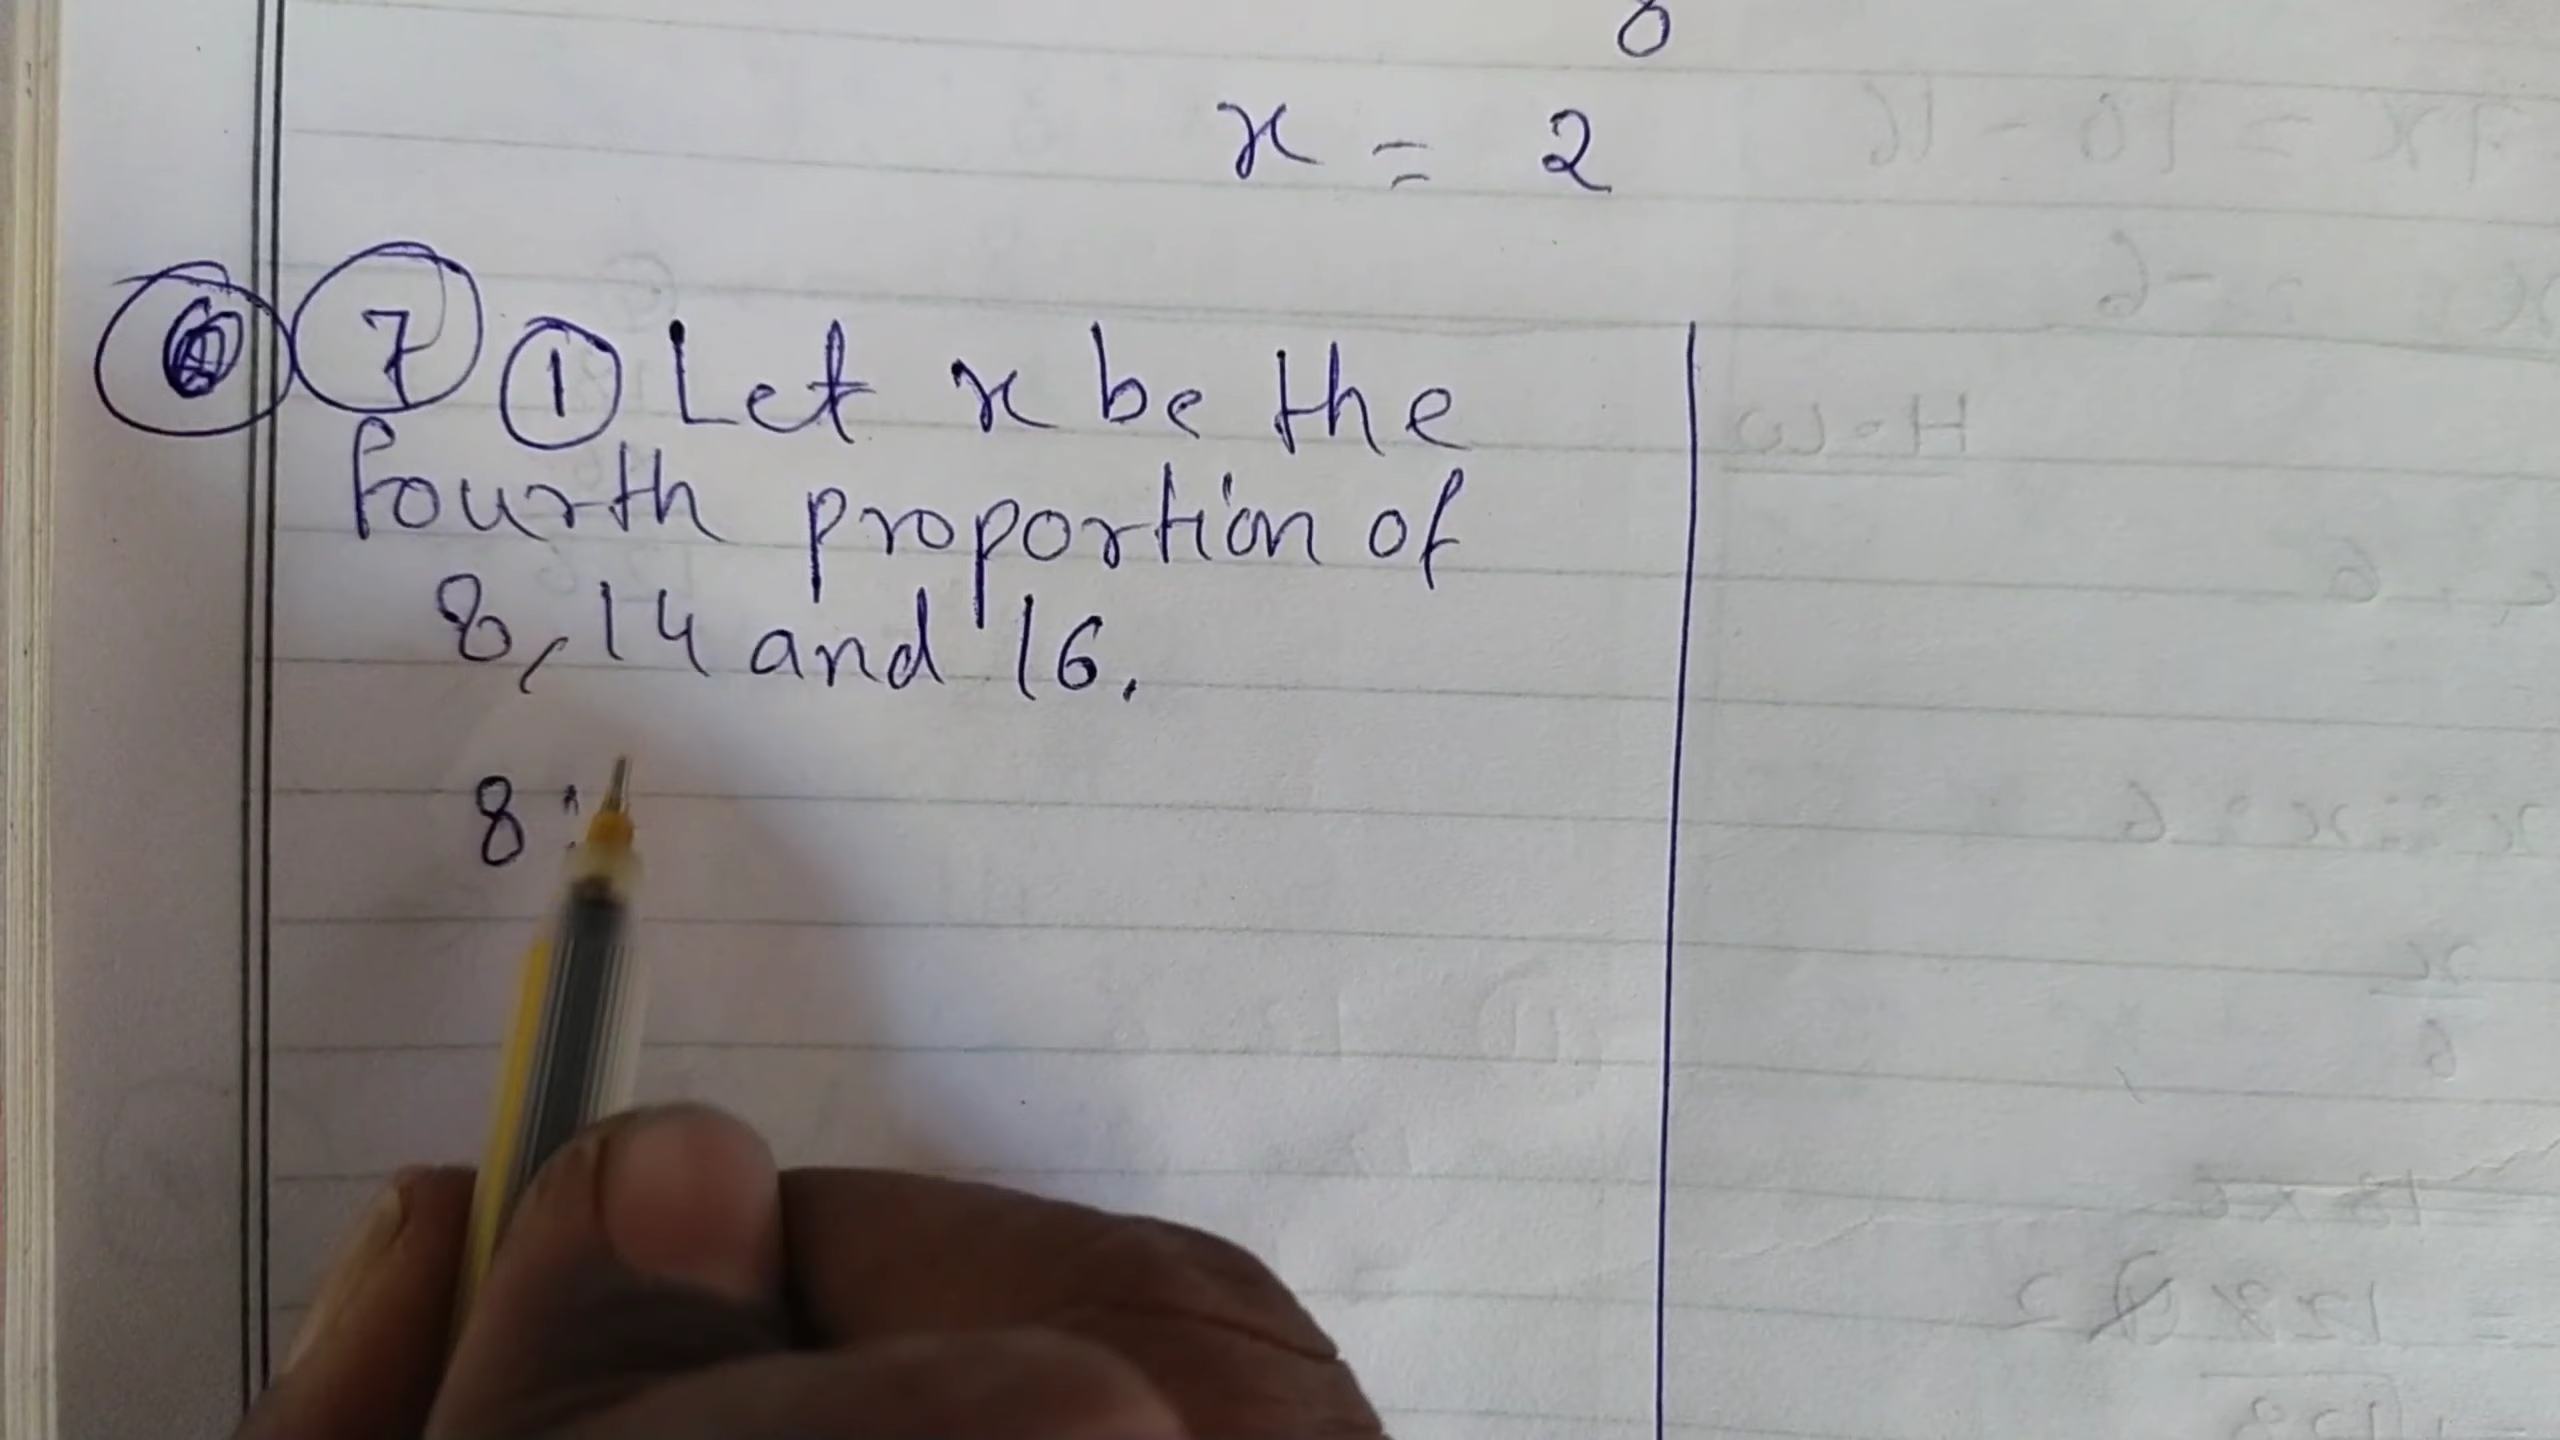 x = 2
7 1 Let x be the
fourth proportion of
8, 14 and 16.
8 :